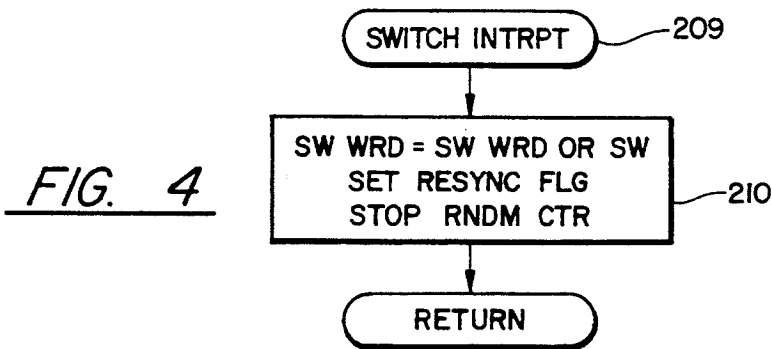 SWITCH INTRPT
209
SW WRD = SW WRD OR SW
SET RESYNC FLG
STOP RNDM CTR
210
FIG. 4
RETURN